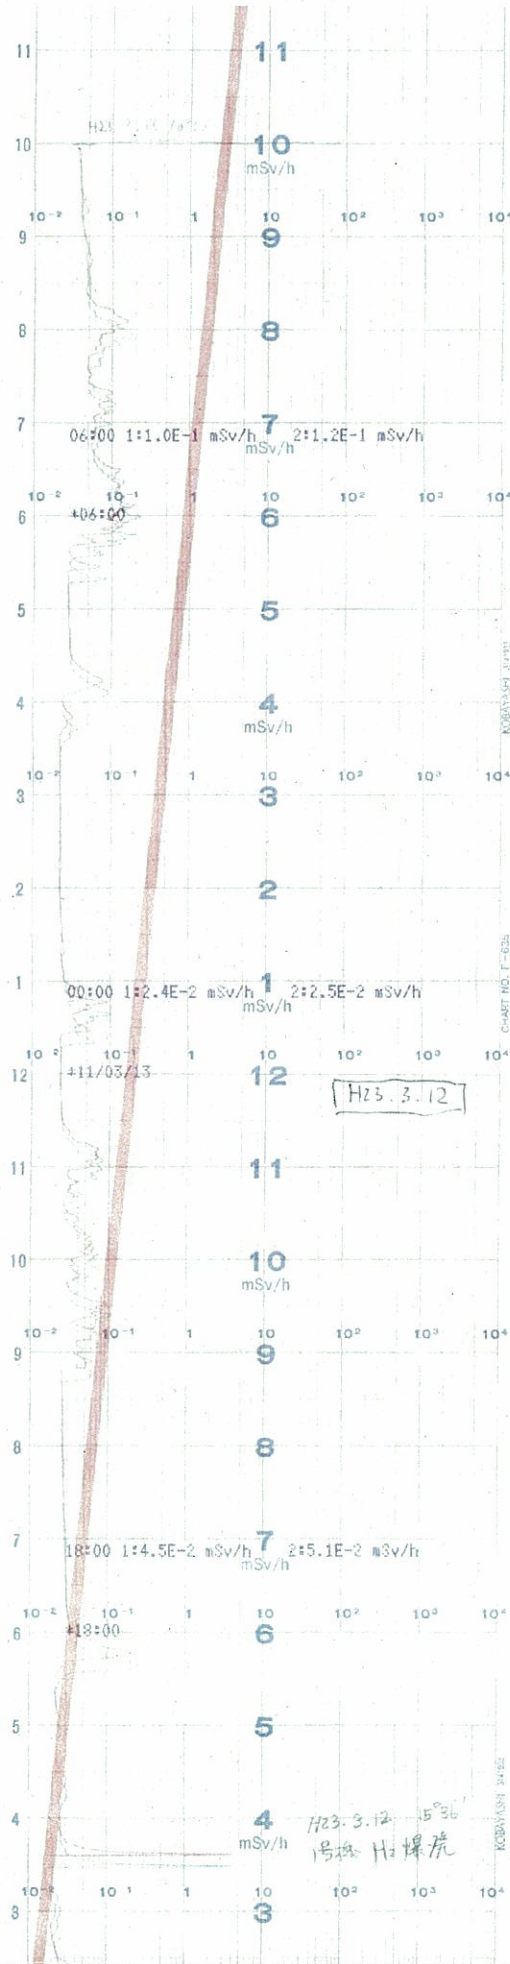 11 11
10 10
mSv/h
10⁻² 10⁻¹ 1 10 10² 10³ 10⁴
9 9
8 8
7 7
06:00 1:1.0E-1 mSv/h 2:1.2E-1 mSv/h
mSv/h
10⁻² 10⁻¹ 1 10 10² 10³ 10⁴
6 +06:00 6
5 5
4 4
mSv/h
10⁻² 10⁻¹ 1 10 10² 10³ 10⁴
3 3
2 2
1 1
00:00 1:2.4E-2 mSv/h 2:2.5E-2 mSv/h
mSv/h
10⁻² 10⁻¹ 1 10 10² 10³ 10⁴
12 +11/03/13 12
H23.3.12
11 11
10 10
mSv/h
10⁻² 10⁻¹ 1 10 10² 10³ 10⁴
9 9
8 8
7 7
18:00 1:4.5E-2 mSv/h 2:5.1E-2 mSv/h
mSv/h
10⁻² 10⁻¹ 1 10 10² 10³ 10⁴
6 +18:00 6
5 5
4
mSv/h
H23.3.12 15°36'
1号機 H₂爆発
10⁻² 10⁻¹ 1 10 10² 10³ 10⁴
3 3
KOBAYASHI
CHART NO.
KOBAYASHI